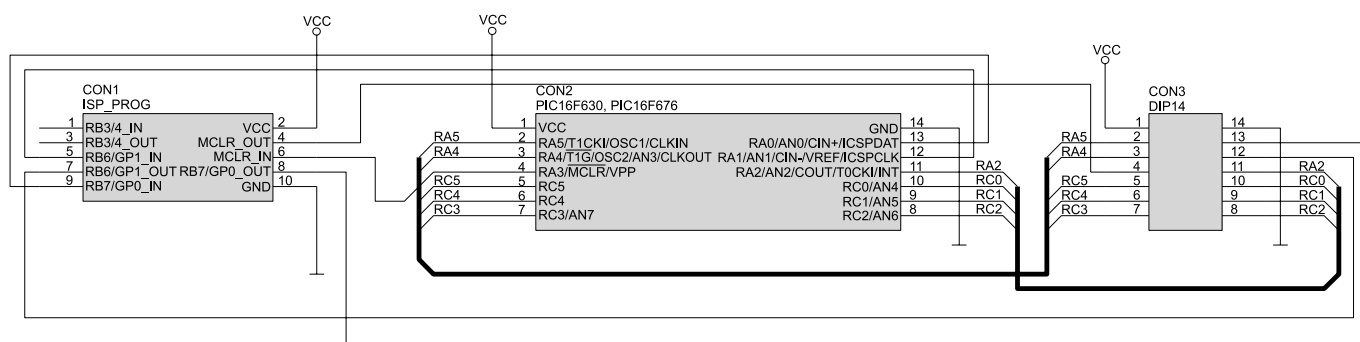 VCC
VCC
VCC
CON1
ISP_PROG
1 RB3/4_IN VCC 2
3 RB3/4_OUT MCLR_OUT 4
5 RB6/GP1_IN MCLR_IN 6
7 RB6/GP1_OUT RB7/GP0_OUT 8
9 RB7/GP0_IN GND 10
CON2
PIC16F630, PIC16F676
1 VCC GND 14
RA5 2 RA5/T1CKI/OSC1/CLKIN RA0/AN0/CIN+/ICSPDAT 13
RA4 3 RA4/T1G/OSC2/AN3/CLKOUT RA1/AN1/CIN-/VREF/ICSPCLK 12
4 RA3/MCLR/VPP RA2/AN2/COUT/T0CKI/INT 11 RA2
RC5 5 RC5 RC0/AN4 10 RC0
RC4 6 RC4 RC1/AN5 9 RC1
RC3 7 RC3/AN7 RC2/AN6 8 RC2
CON3
DIP14
1 14
RA5 2 13
RA4 3 12
4 11 RA2
RC5 5 10 RC0
RC4 6 9 RC1
RC3 7 8 RC2